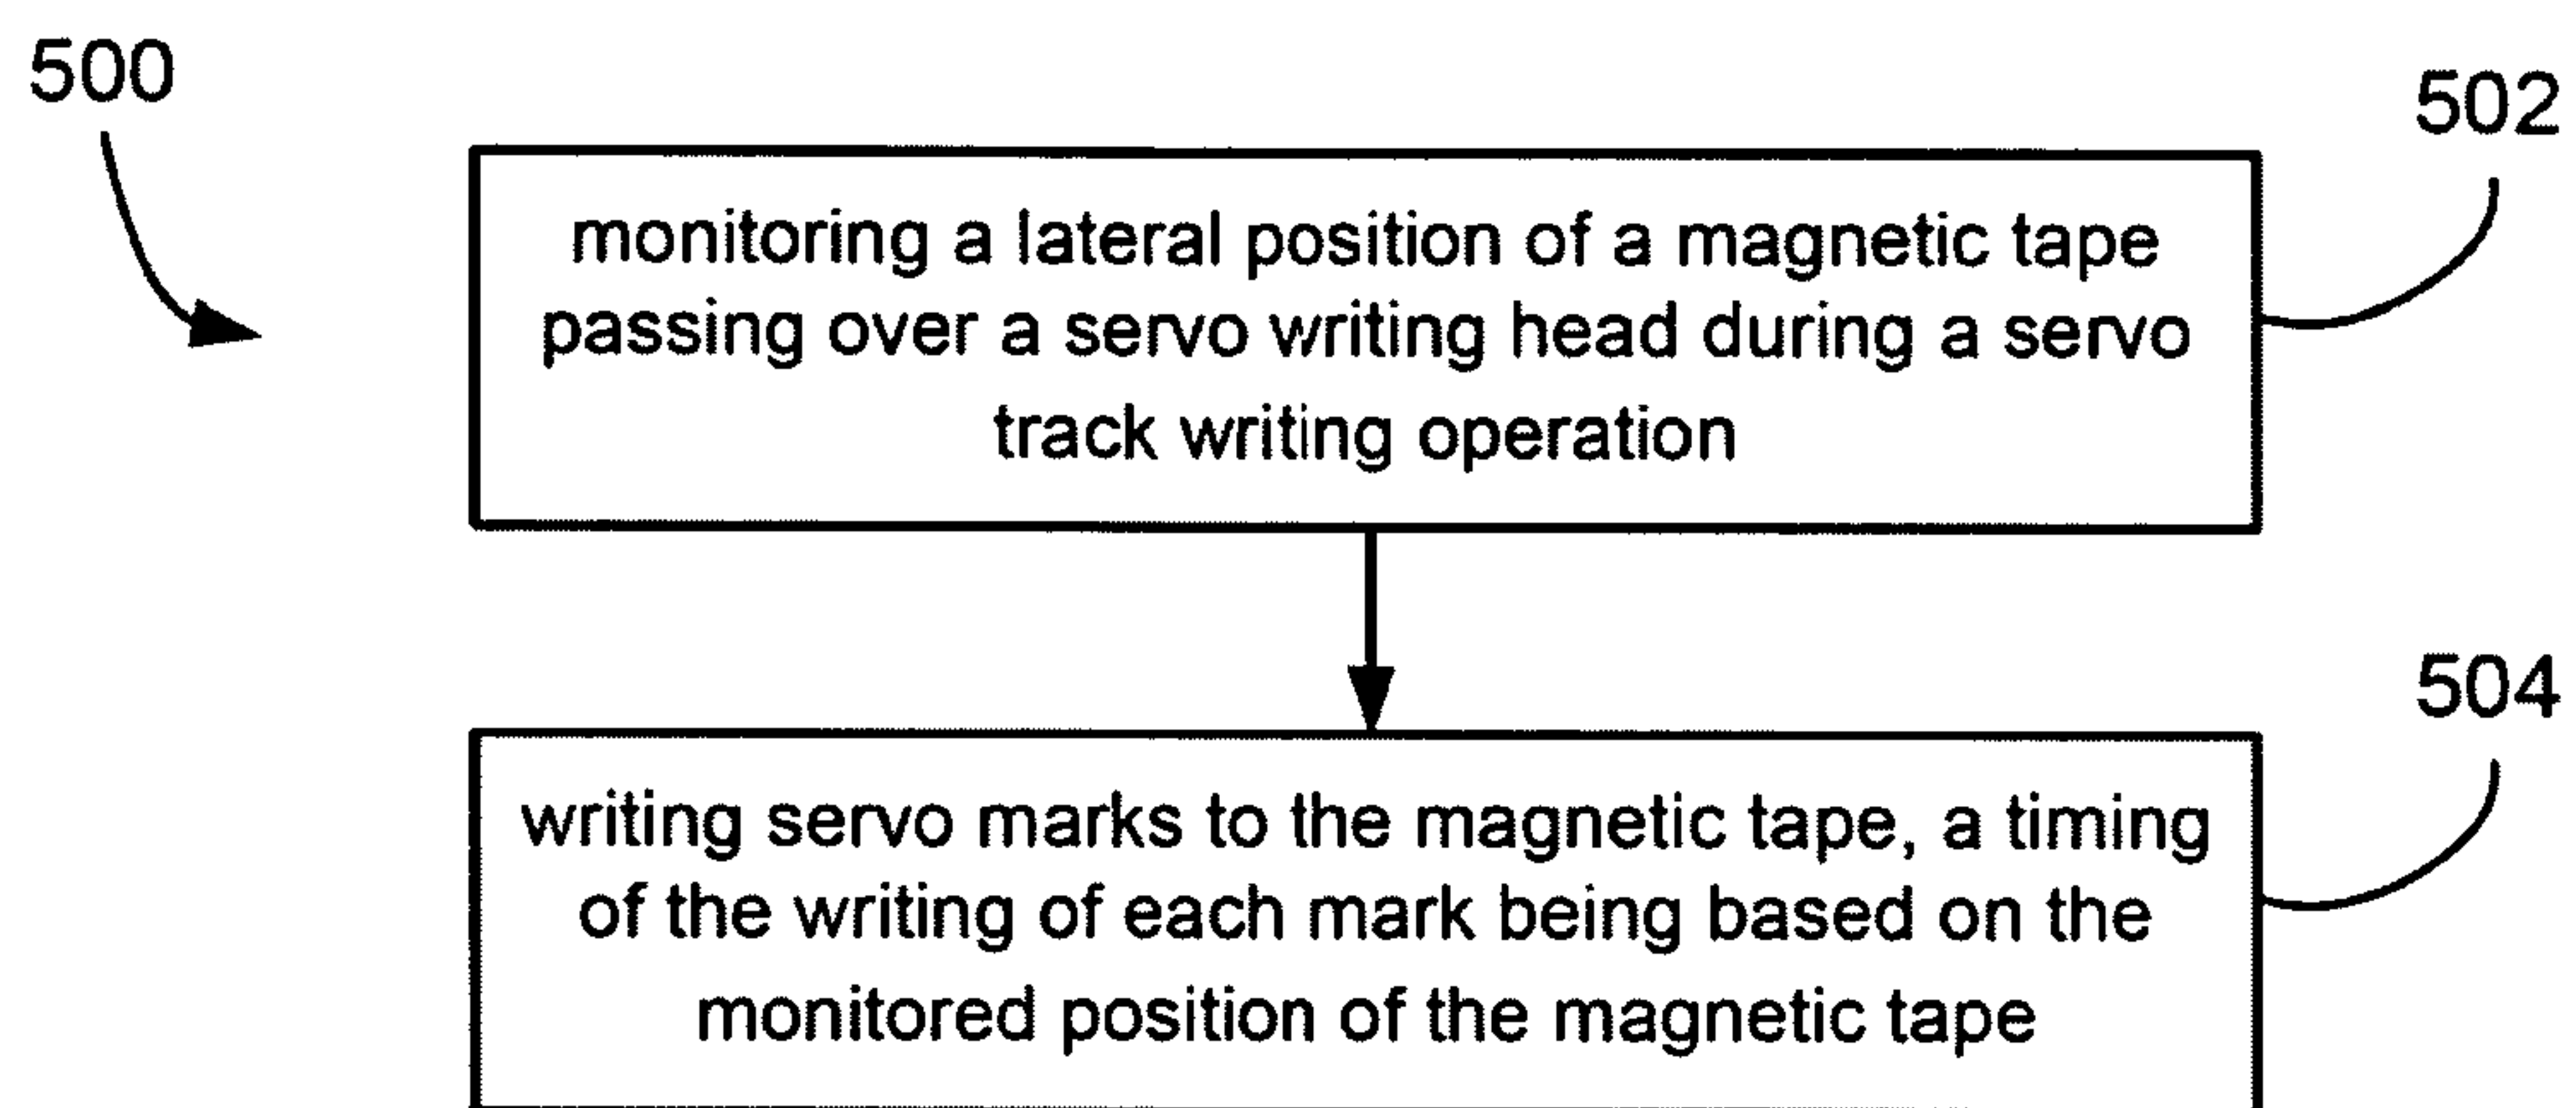 500
502
monitoring a lateral position of a magnetic tape
passing over a servo writing head during a servo
track writing operation
504
writing servo marks to the magnetic tape, a timing
of the writing of each mark being based on the
monitored position of the magnetic tape